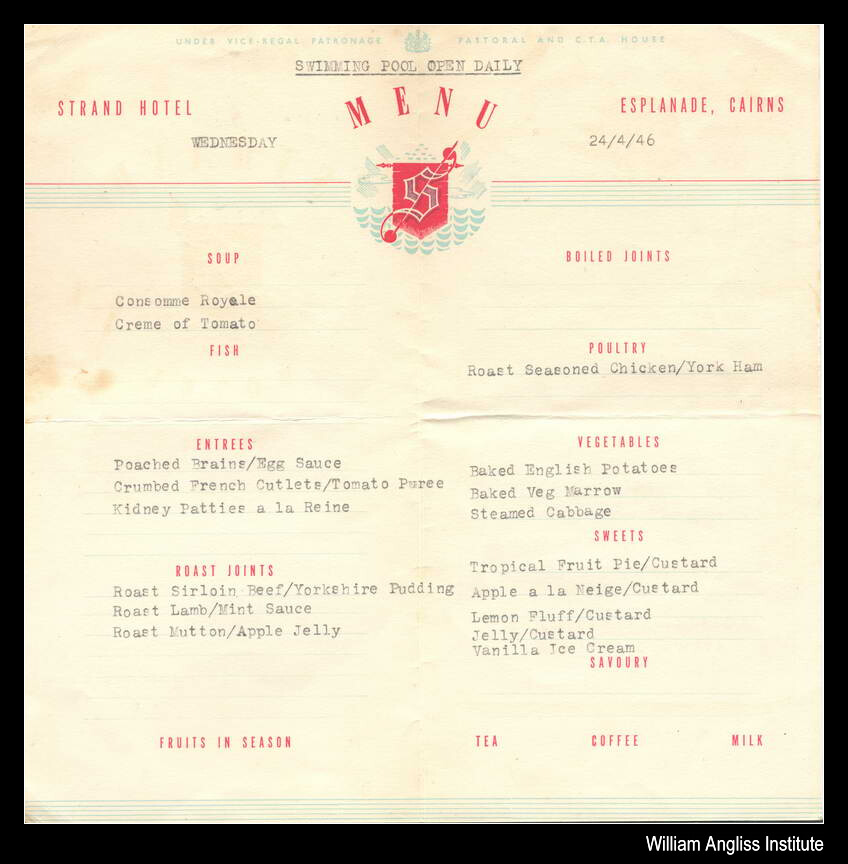 UNDER VICE-REGAL PATRONAGE PASTORAL AND C.T.A. HOUSE
SWIMMING POOL OPEN DAILY
STRAND HOTEL
MENU
ESPLANADE, CAIRNS
WEDNESDAY
24/4/46
S
SOUP
Consomme Royale
Creme of Tomato
FISH
ENTREES
Poached Brains/Egg Sauce
Crumbed French Cutlets/Tomato Puree
Kidney Patties a la Reine
ROAST JOINTS
Roast Sirloin Beef/Yorkshire Pudding
Roast Lamb/Mint Sauce
Roast Mutton/Apple Jelly
FRUITS IN SEASON
BOILED JOINTS
POULTRY
Roast Seasoned Chicken/York Ham
VEGETABLES
Baked English Potatoes
Baked Veg Marrow
Steamed Cabbage
SWEETS
Tropical Fruit Pie/Custard
Apple a la Neige/Custard
Lemon Fluff/Custard
Jelly/Custard
Vanilla Ice Cream
SAVOURY
TEA COFFEE MILK
William Angliss Institute